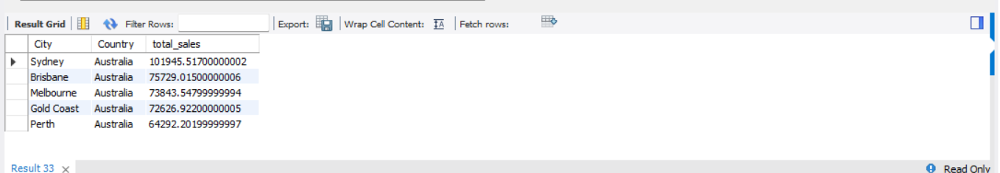 Result Grid Filter Rows: Export: Wrap Cell Content: IA Fetch rows:
City Country total_sales
Sydney Australia 101945.51700000002
Brisbane Australia 75729.01500000006
Melbourne Australia 73843.54799999994
Gold Coast Australia 72626.92200000005
Perth Australia 64292.20199999997
Result 33 × Read Only